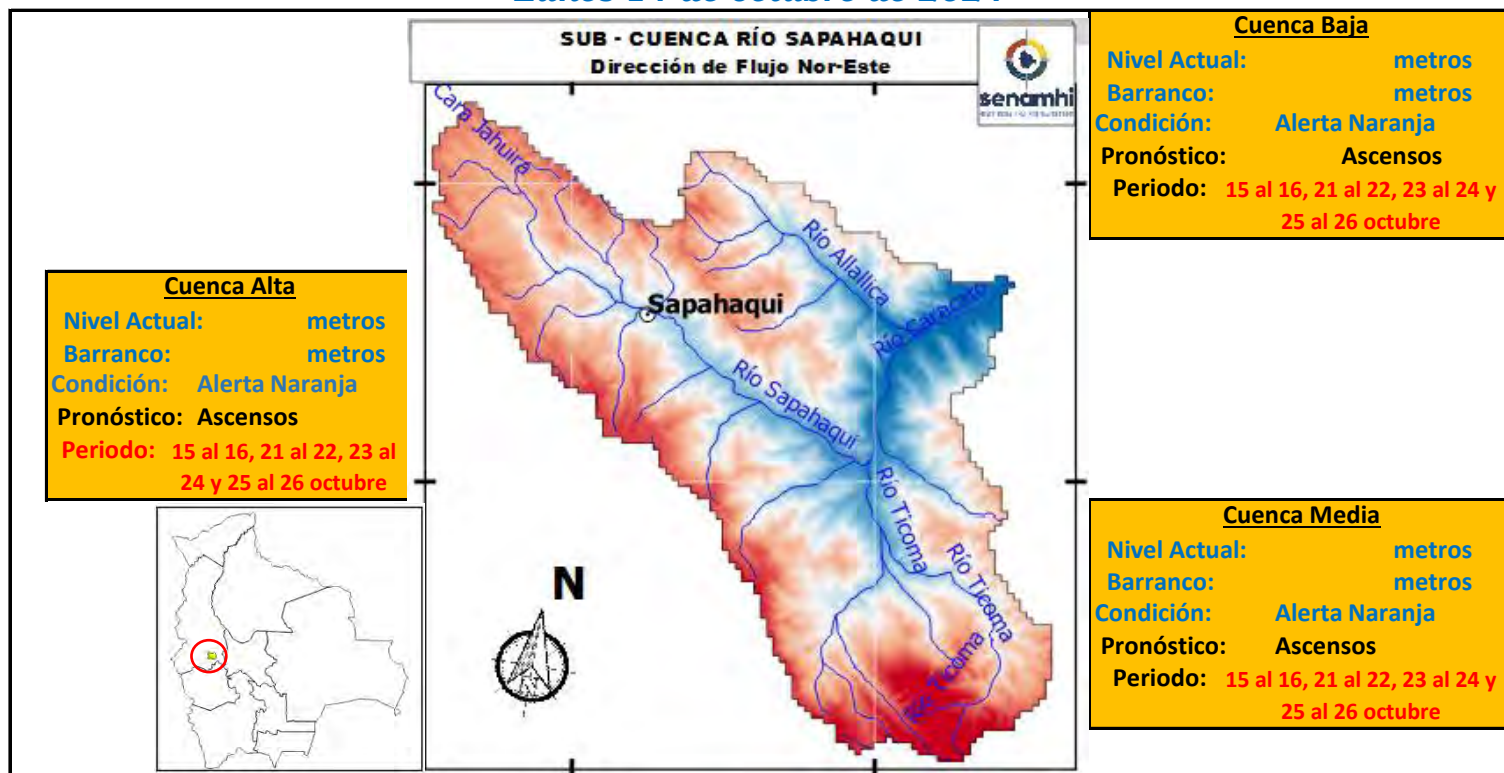 SUB - CUENCA RÍO SAPAHAQUI
Dirección de Flujo Nor-Este
senamhi
Cuenca Baja
Nivel Actual: metros
Barranco: metros
Condición: Alerta Naranja
Pronóstico: Ascensos
Periodo: 15 al 16, 21 al 22, 23 al 24 y
25 al 26 octubre
Cuenca Alta
Nivel Actual: metros
Barranco: metros
Condición: Alerta Naranja
Pronóstico: Ascensos
Periodo: 15 al 16, 21 al 22, 23 al
24 y 25 al 26 octubre
Cara Jahuira
Río Allallica
Río Caracato
Sapahaqui
Río Sapahaqui
Río Ticoma
Río Ticoma
Río Ticoma
N
Cuenca Media
Nivel Actual: metros
Barranco: metros
Condición: Alerta Naranja
Pronóstico: Ascensos
Periodo: 15 al 16, 21 al 22, 23 al 24 y
25 al 26 octubre